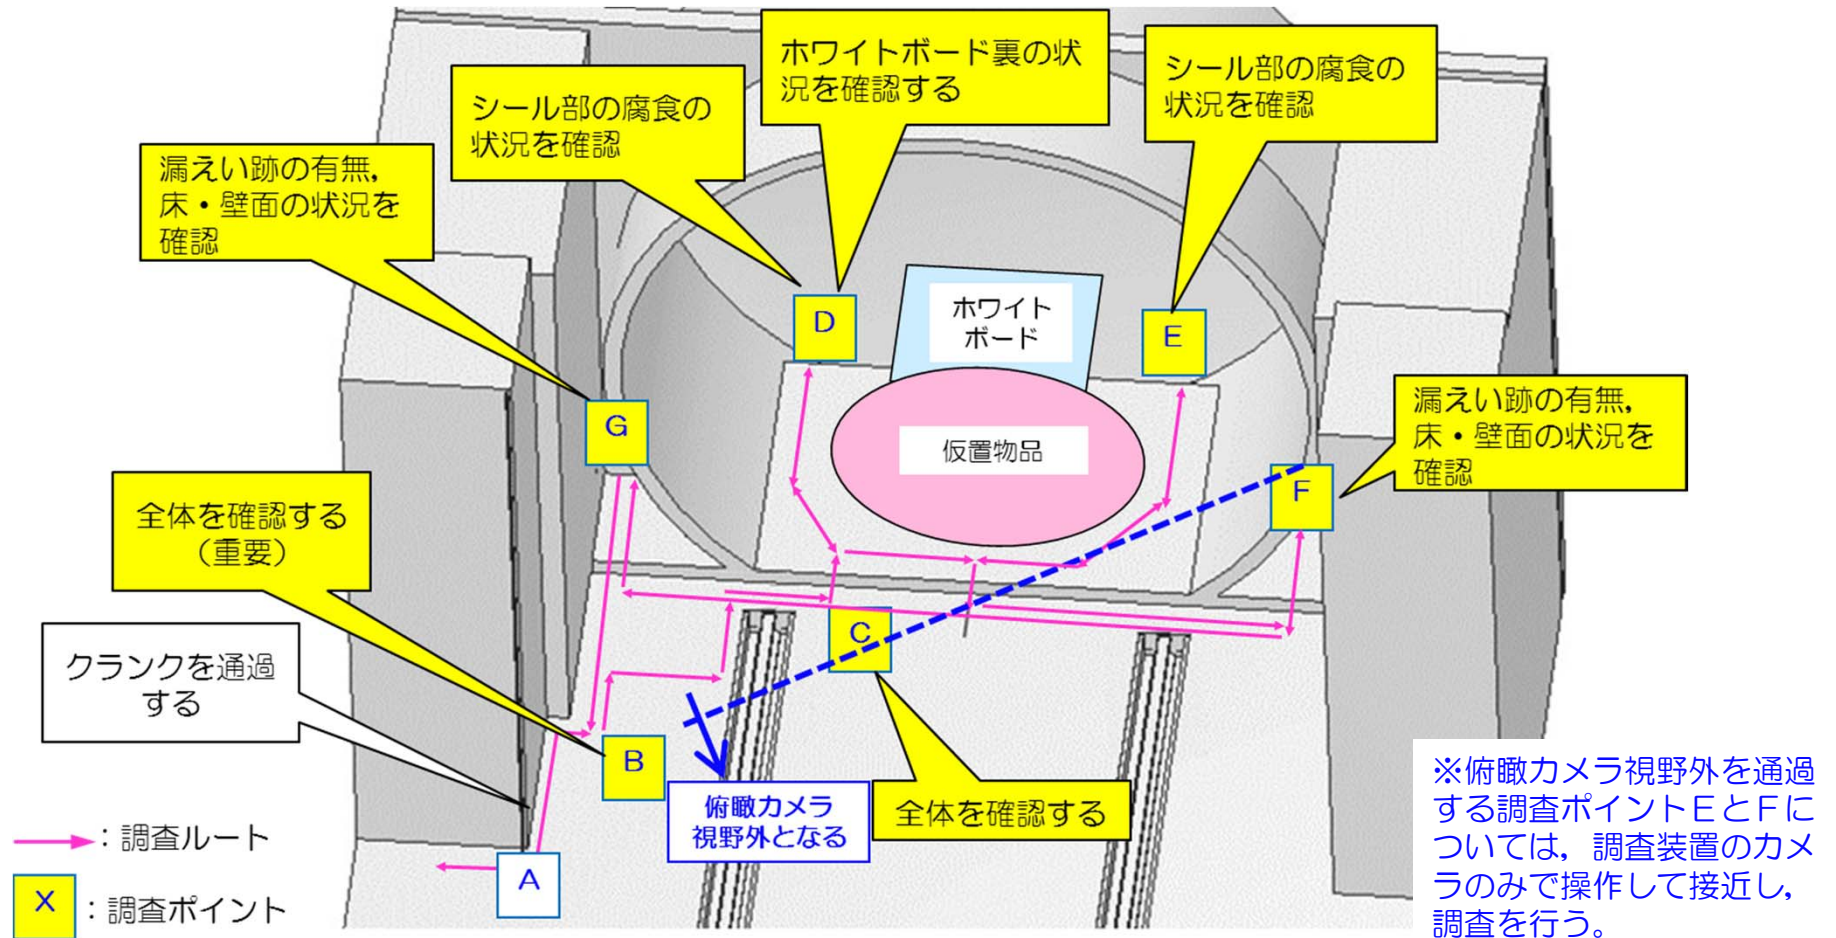 ホワイトボード裏の状
況を確認する
シール部の腐食の
状況を確認
シール部の腐食の
状況を確認
漏えい跡の有無,
床・壁面の状況を
確認
D
ホワイト
ボード
E
G
仮置物品
漏えい跡の有無,
床・壁面の状況を
確認
F
全体を確認する
(重要)
C
クランクを通過
する
B
俯瞰カメラ
視野外となる
全体を確認する
※俯瞰カメラ視野外を通過
する調査ポイントEとFに
ついては, 調査装置のカメ
ラのみで操作して接近し,
調査を行う。
:調査ルート
A
X
:調査ポイント